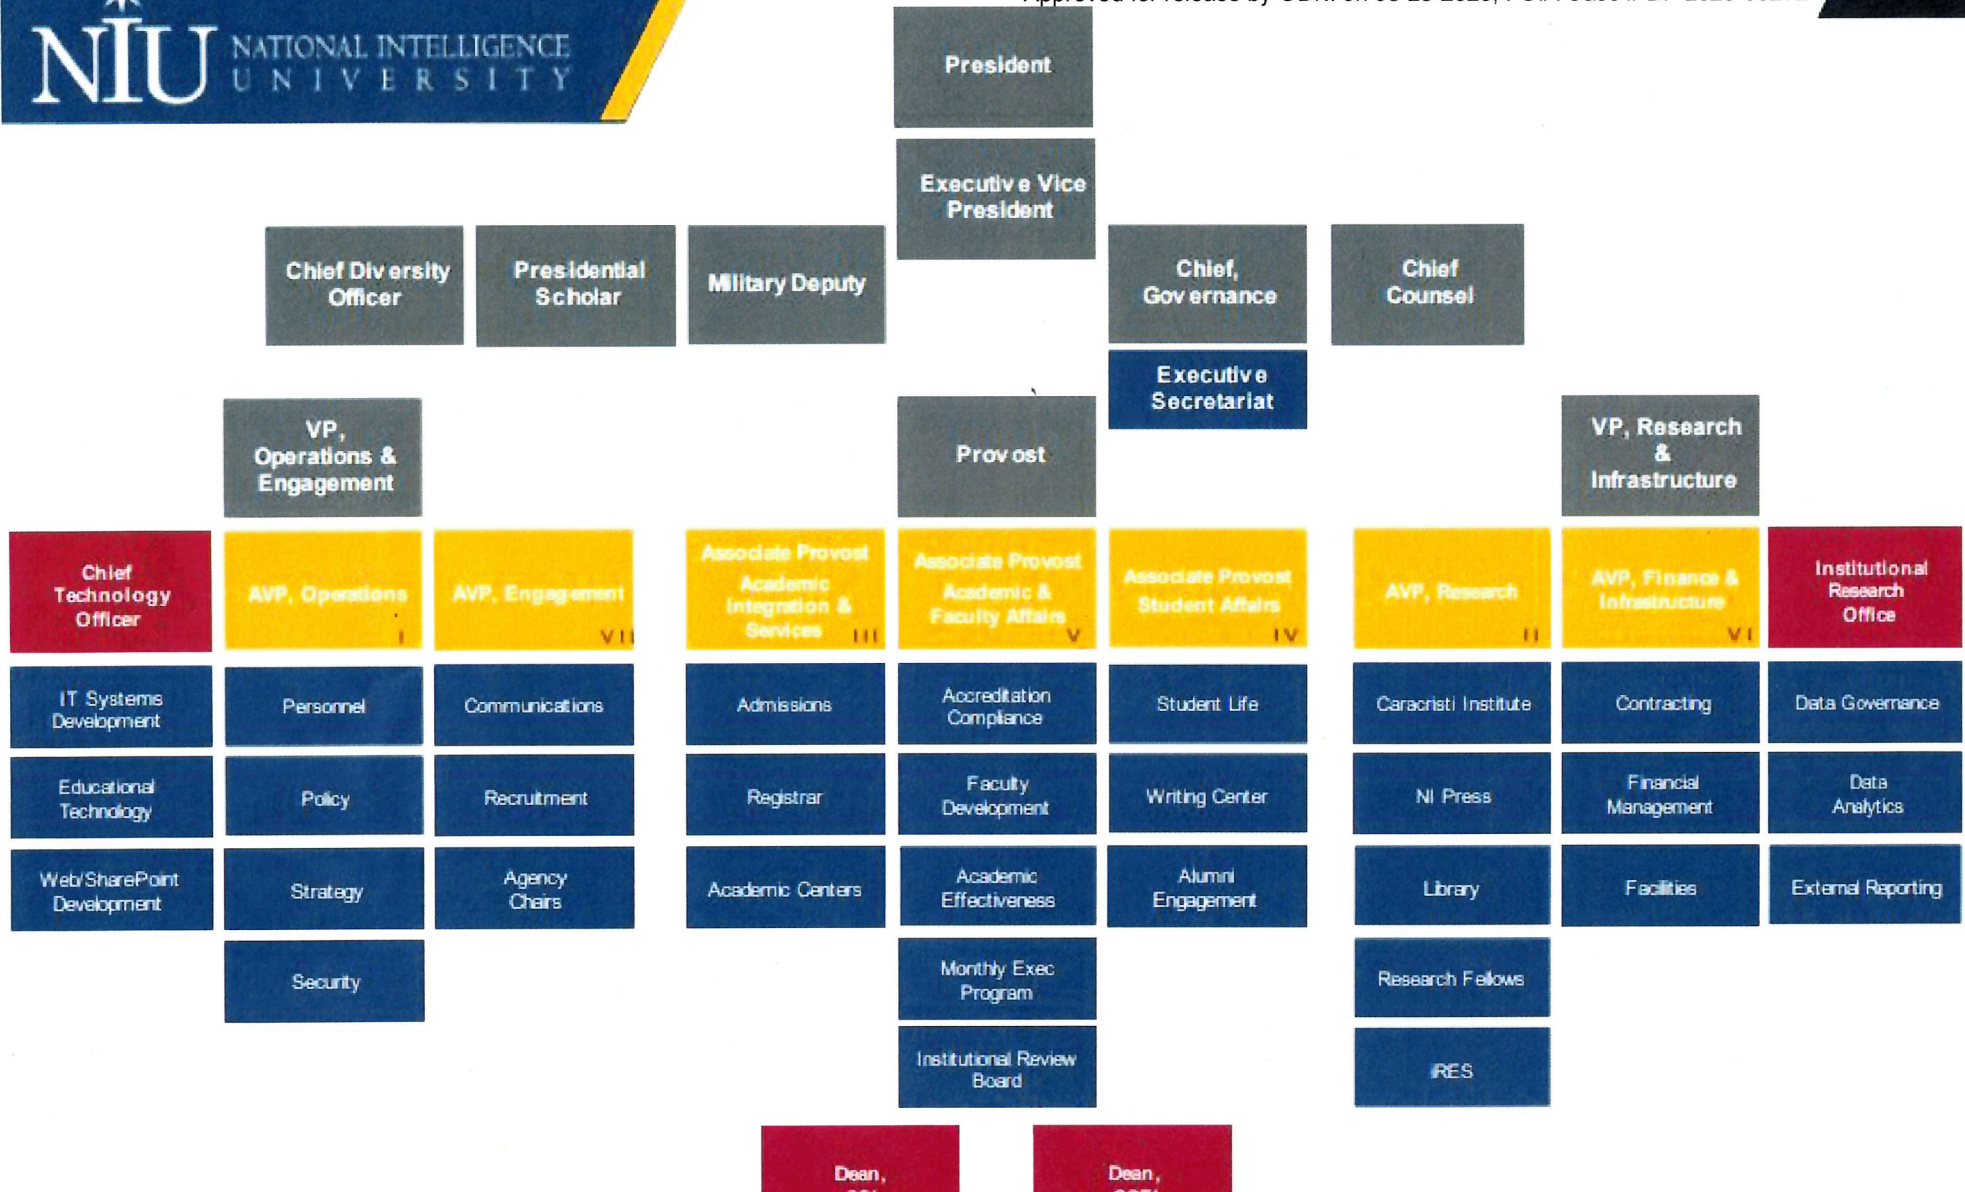 NIU NATIONAL INTELLIGENCE
UNIVERSITY
President
Executive Vice
President
Chief Diversity
Officer
Presidential
Scholar
Military Deputy
Chief,
Governance
Chief
Counsel
Executive
Secretariat
VP,
Operations &
Engagement
Provost
VP, Research
&
Infrastructure
Chief
Technology
Officer
AVP, Operations
I
AVP, Engagement
VII
Associate Provost
Academic
Integration &
Services III
Associate Provost
Academic &
Faculty Affairs
V
Associate Provost
Student Affairs
IV
AVP, Research
II
AVP, Finance &
Infrastructure
VI
Institutional
Research
Office
IT Systems
Development
Personnel
Communications
Admissions
Accreditation
Compliance
Student Life
Caracristi Institute
Contracting
Data Governance
Educational
Technology
Policy
Recruitment
Registrar
Faculty
Development
Writing Center
NI Press
Financial
Management
Data
Analytics
Web/SharePoint
Development
Strategy
Agency
Chairs
Academic Centers
Academic
Effectiveness
Alumni
Engagement
Library
Facilities
External Reporting
Security
Monthly Exec
Program
Research Fellows
Institutional Review
Board
iRES
Dean,
Dean,